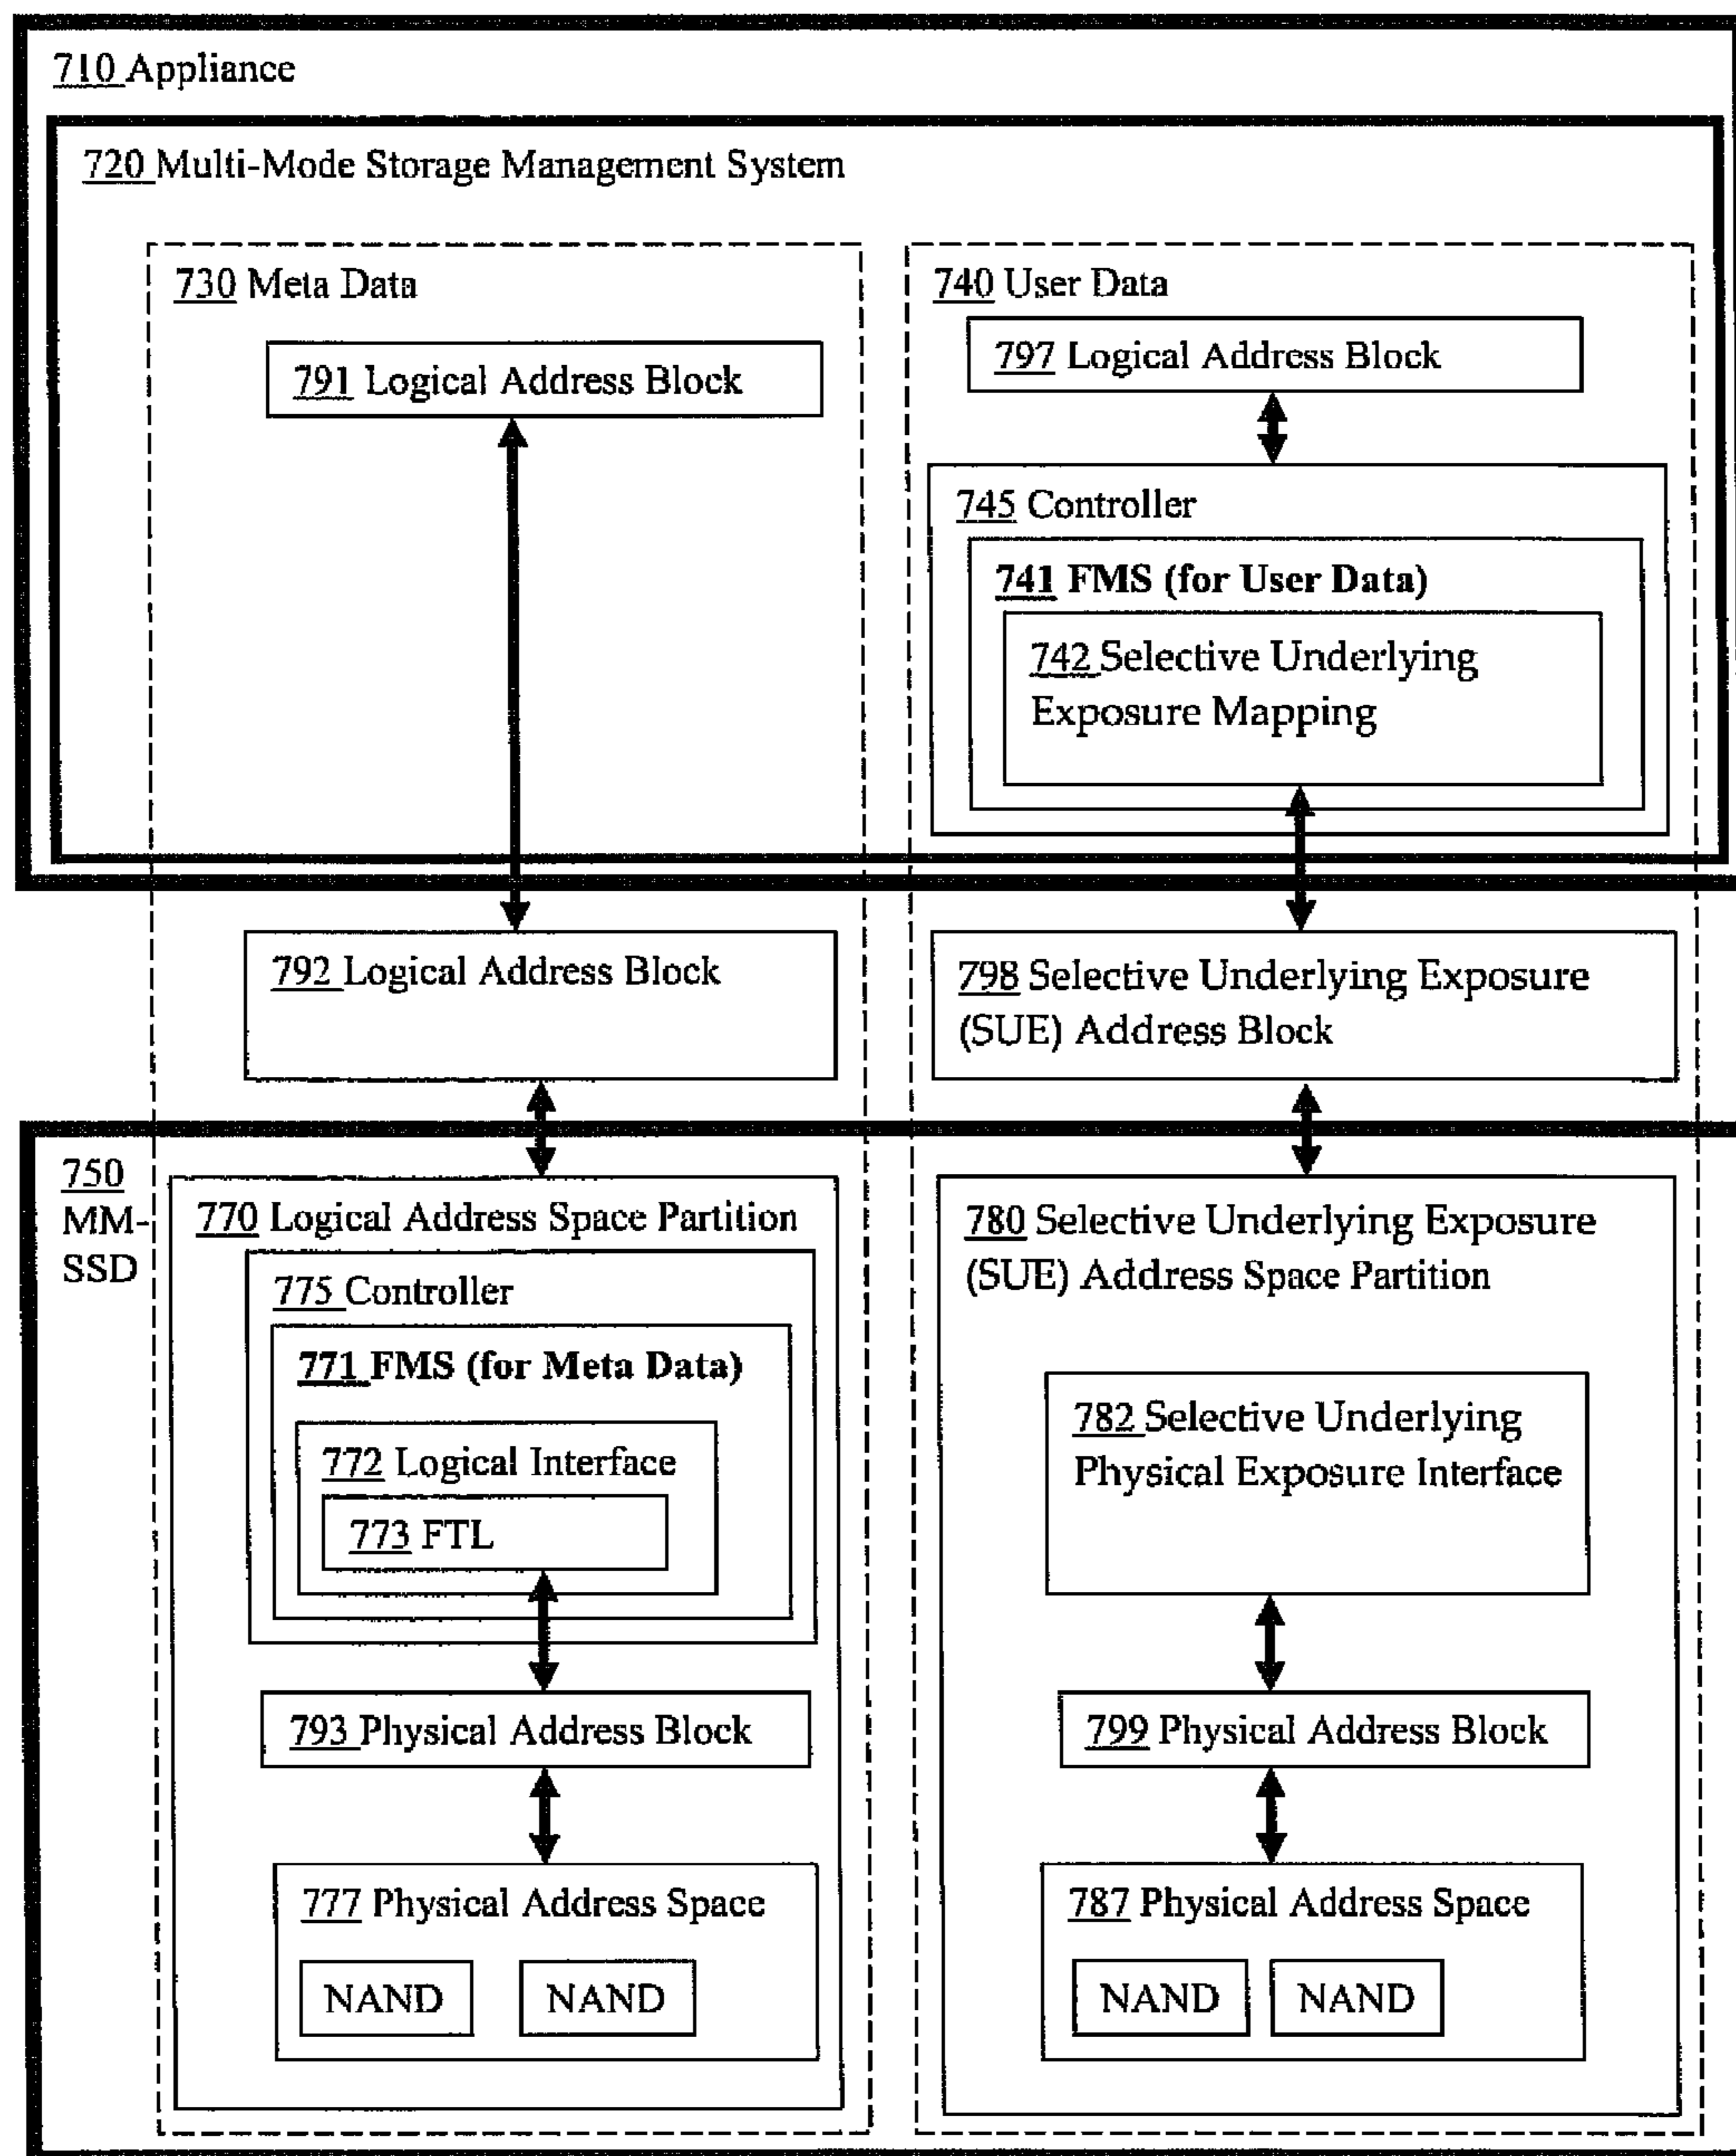 710 Appliance
720 Multi-Mode Storage Management System
730 Meta Data
791 Logical Address Block
740 User Data
797 Logical Address Block
745 Controller
741 FMS (for User Data)
742 Selective Underlying
Exposure Mapping
792 Logical Address Block
798 Selective Underlying Exposure
(SUE) Address Block
750
MM-
SSD
770 Logical Address Space Partition
775 Controller
771 FMS (for Meta Data)
772 Logical Interface
773 FTL
793 Physical Address Block
777 Physical Address Space
NAND
NAND
780 Selective Underlying Exposure
(SUE) Address Space Partition
782 Selective Underlying
Physical Exposure Interface
799 Physical Address Block
787 Physical Address Space
NAND
NAND